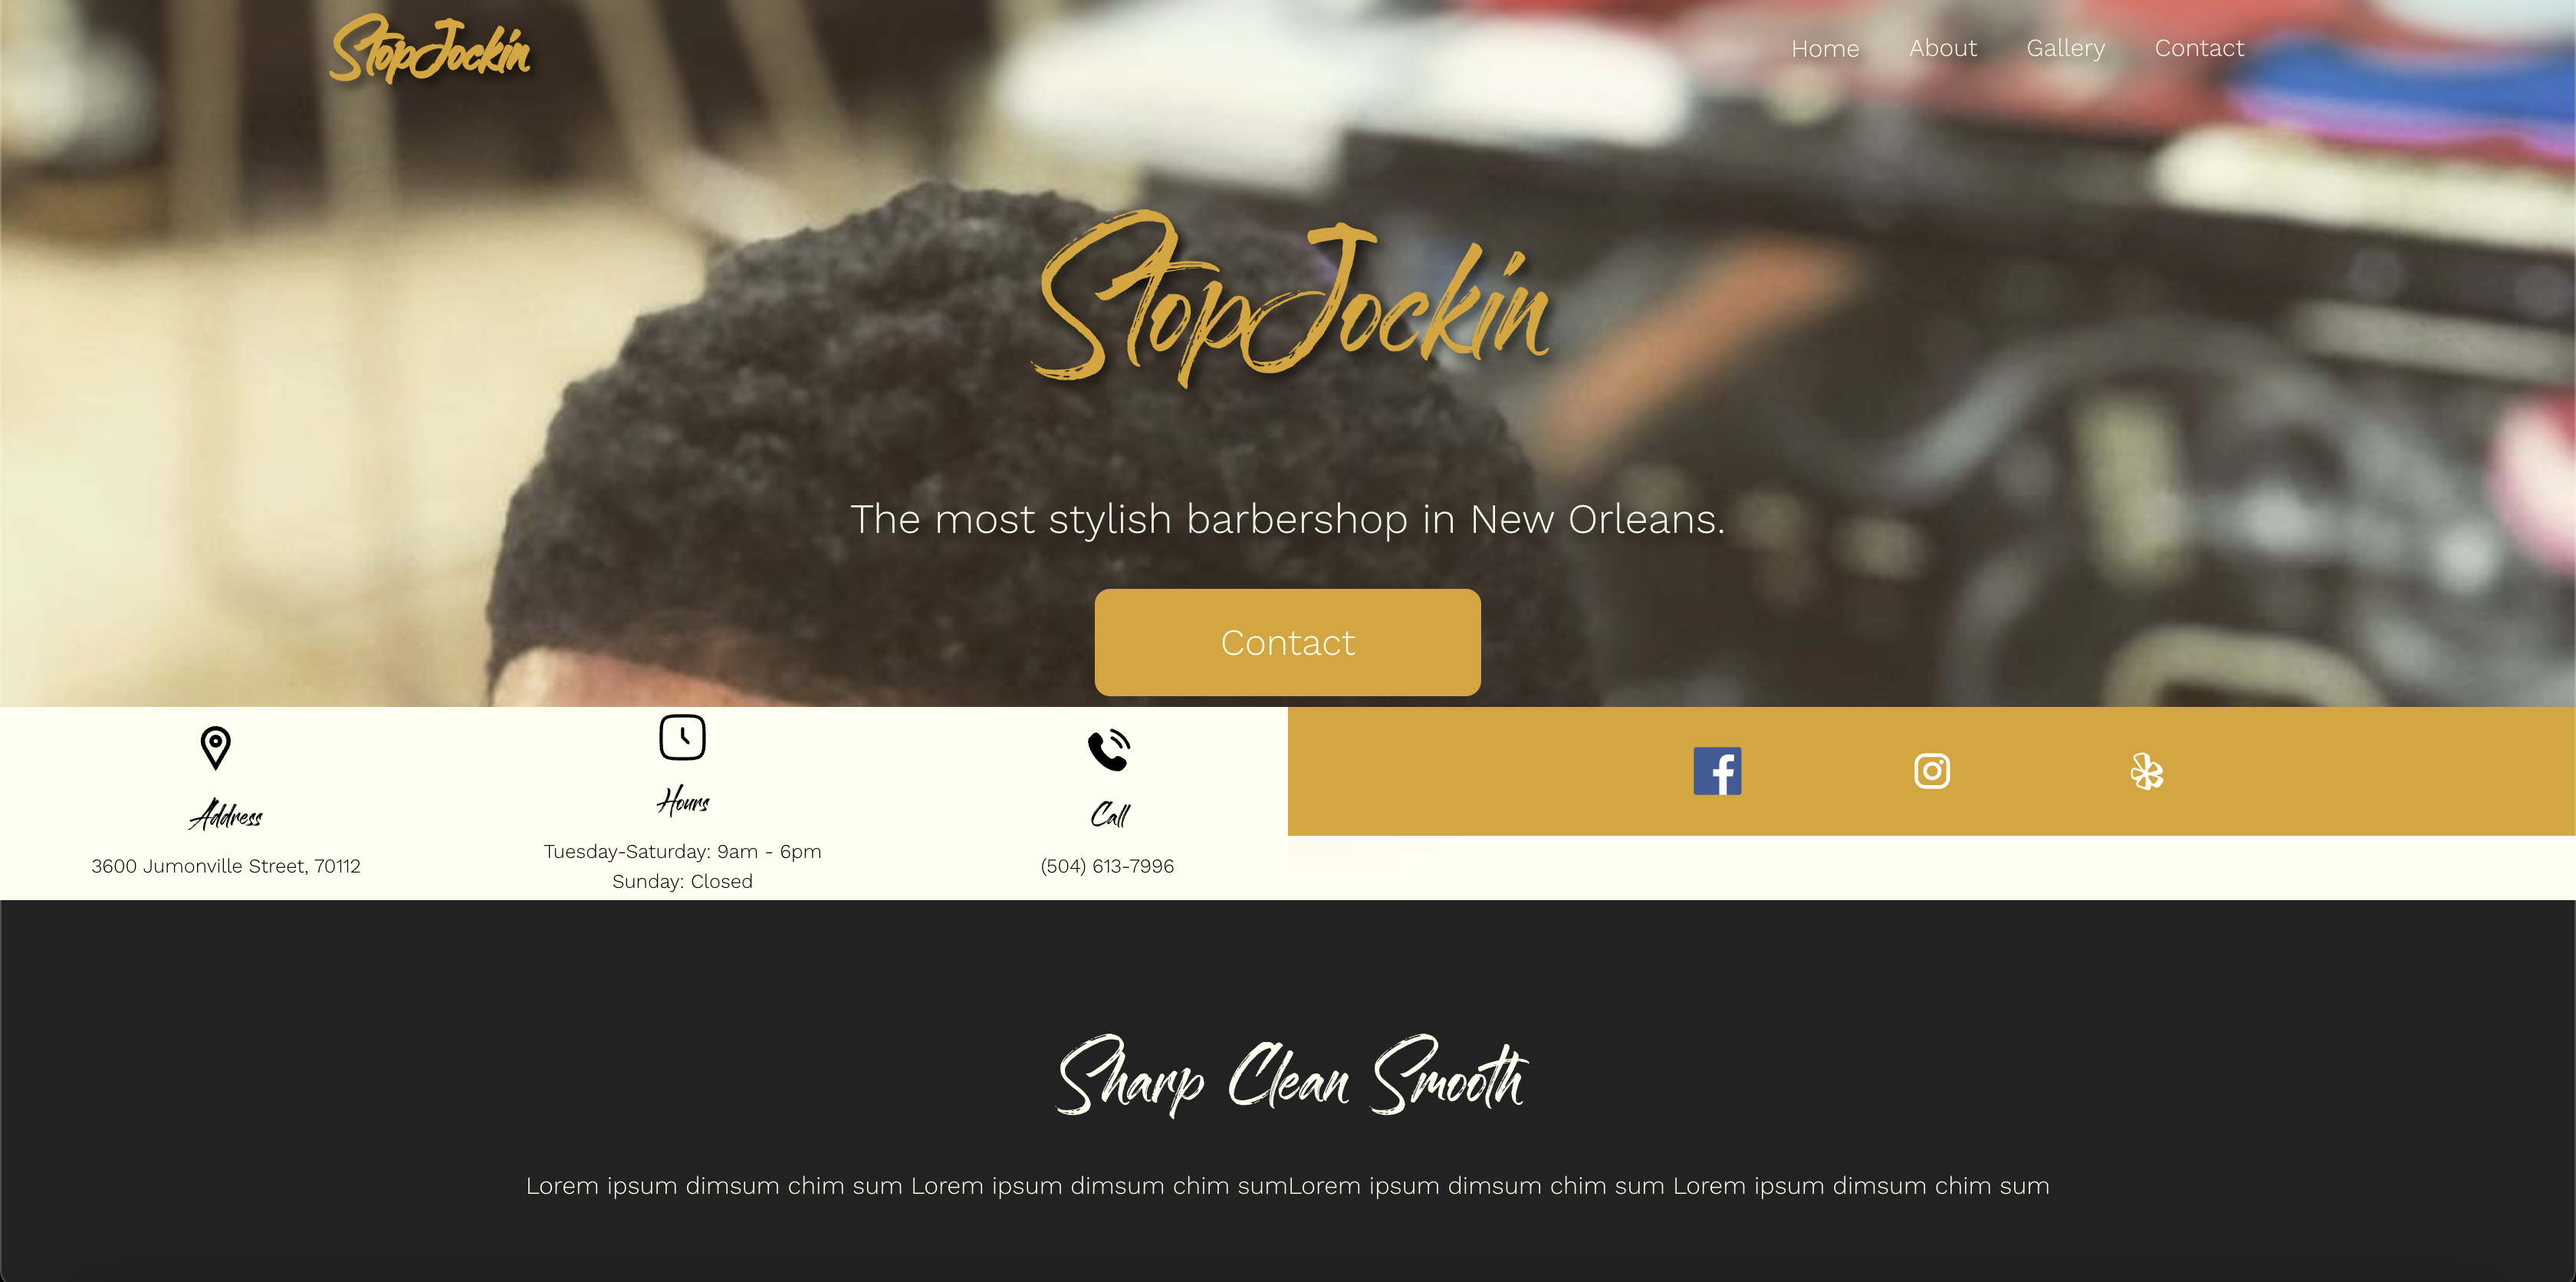 StopJockin
Home About Gallery Contact
StopJockin
The most stylish barbershop in New Orleans.
Contact
Address
3600 Jumonville Street, 70112
Hours
Tuesday-Saturday: 9am - 6pm
Sunday: Closed
Call
(504) 613-7996
Sharp Clean Smooth
Lorem ipsum dimsum chim sum Lorem ipsum dimsum chim sumLorem ipsum dimsum chim sum Lorem ipsum dimsum chim sum